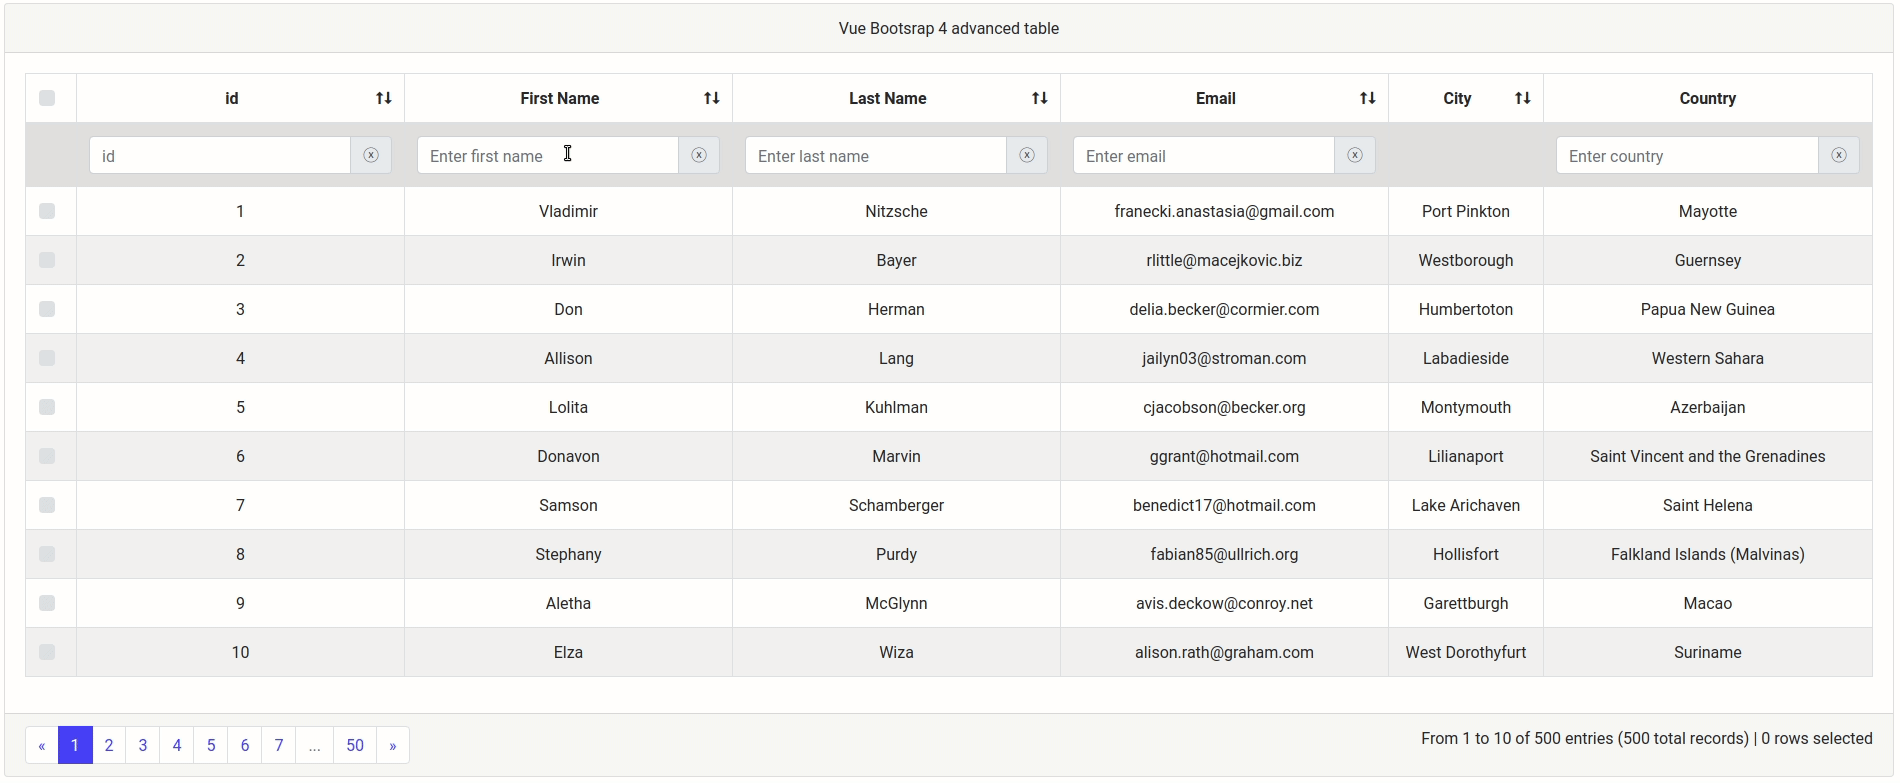 Vue Bootsrap 4 advanced table
id First Name Last Name Email City Country
id Enter first name Enter last name Enter email Enter country
1 Vladimir Nitzsche franecki.anastasia@gmail.com Port Pinkton Mayotte
2 Irwin Bayer rlittle@macejkovic.biz Westborough Guernsey
3 Don Herman delia.becker@cormier.com Humbertoton Papua New Guinea
4 Allison Lang jailyn03@stroman.com Labadieside Western Sahara
5 Lolita Kuhlman cjacobson@becker.org Montymouth Azerbaijan
6 Donavon Marvin ggrant@hotmail.com Lilianaport Saint Vincent and the Grenadines
7 Samson Schamberger benedict17@hotmail.com Lake Arichaven Saint Helena
8 Stephany Purdy fabian85@ullrich.org Hollisfort Falkland Islands (Malvinas)
9 Aletha McGlynn avis.deckow@conroy.net Garettburgh Macao
10 Elza Wiza alison.rath@graham.com West Dorothyfurt Suriname
« 1 2 3 4 5 6 7 ... 50 » From 1 to 10 of 500 entries (500 total records) | 0 rows selected